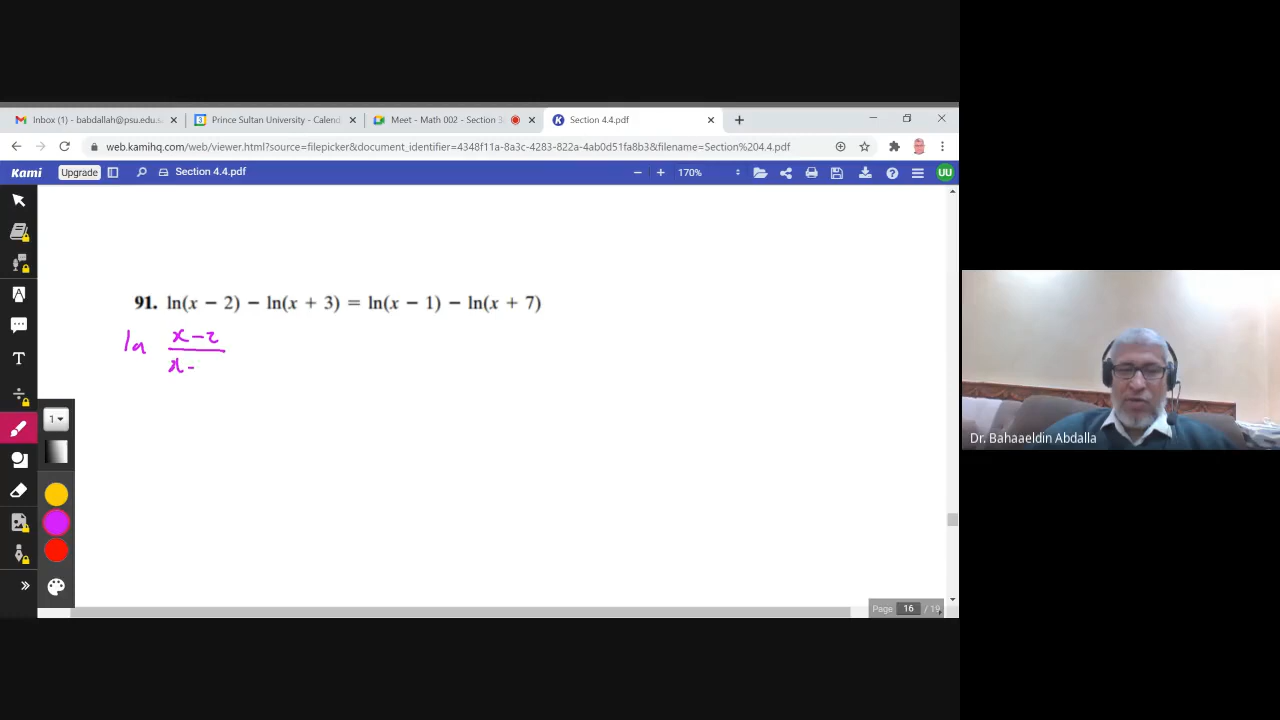 Inbox (1) - babdallah@psu.edu.s
Prince Sultan University - Calend
Meet - Math 002 - Section 3
Section 4.4.pdf
web.kamihq.com/web/viewer.html?source=filepicker&document_identifier=4348f11a-8a3c-4283-822a-4ab0d51fa8b3&filename=Section%204.4.pdf
Kami Upgrade Section 4.4.pdf 170% UU
91. ln(x − 2) − ln(x + 3) = ln(x − 1) − ln(x + 7)
ln x-2
x-
1
Dr. Bahaaeldin Abdalla
Page 16 / 19